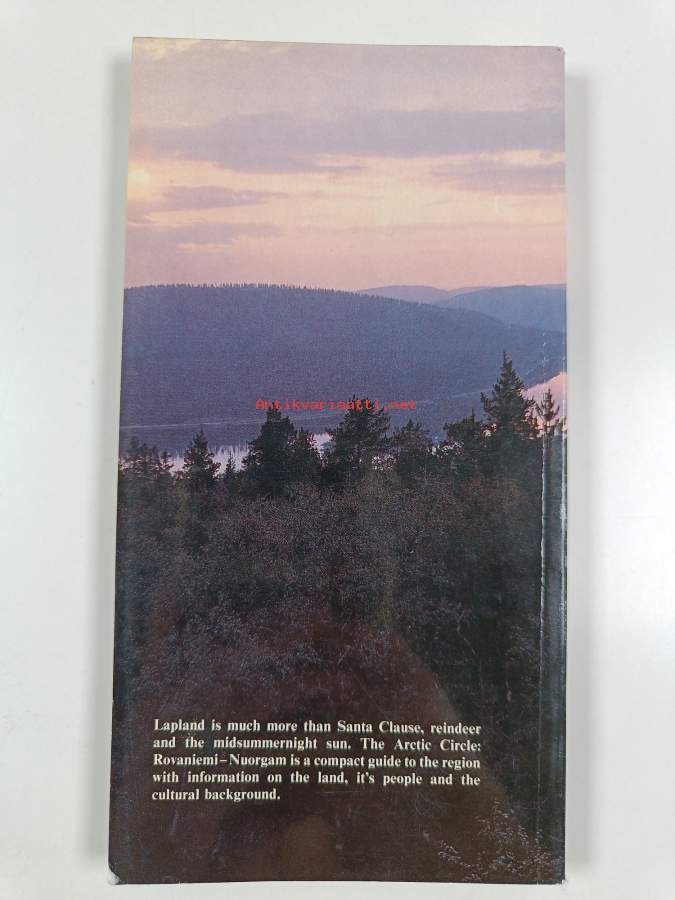 Antikvariaatti.net
Lapland is much more than Santa Clause, reindeer
and the midsummernight sun. The Arctic Circle:
Rovaniemi–Nuorgam is a compact guide to the region
with information on the land, it's people and the
cultural background.